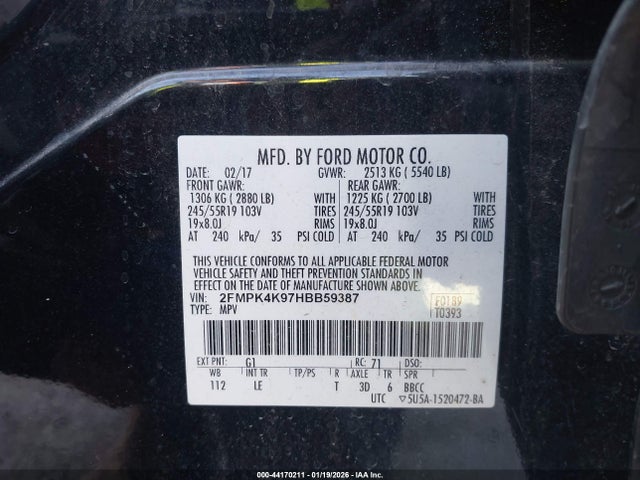 MFD. BY FORD MOTOR CO.
DATE: 02/17 GVWR: 2513 KG ( 5540 LB)
FRONT GAWR: REAR GAWR:
1306 KG ( 2880 LB) WITH 1225 KG ( 2700 LB) WITH
245/55R19 103V TIRES 245/55R19 103V TIRES
19x8.0J RIMS 19x8.0J RIMS
AT 240 kPa/ 35 PSI COLD AT 240 kPa/ 35 PSI COLD
THIS VEHICLE CONFORMS TO ALL APPLICABLE FEDERAL MOTOR
VEHICLE SAFETY AND THEFT PREVENTION STANDARDS IN
EFFECT ON THE DATE OF MANUFACTURE SHOWN ABOVE.
VIN: 2FMPK4K97HBB59387 F0189
TYPE: MPV T0393
EXT PNT: G1 RC: 71 DSO:
WB INT TR TP/PS R AXLE TR SPR
112 LE T 3D 6 BBCC
UTC ▽5U5A-1520472-BA
000-44170211 - 01/19/2026 - IAAI.COM